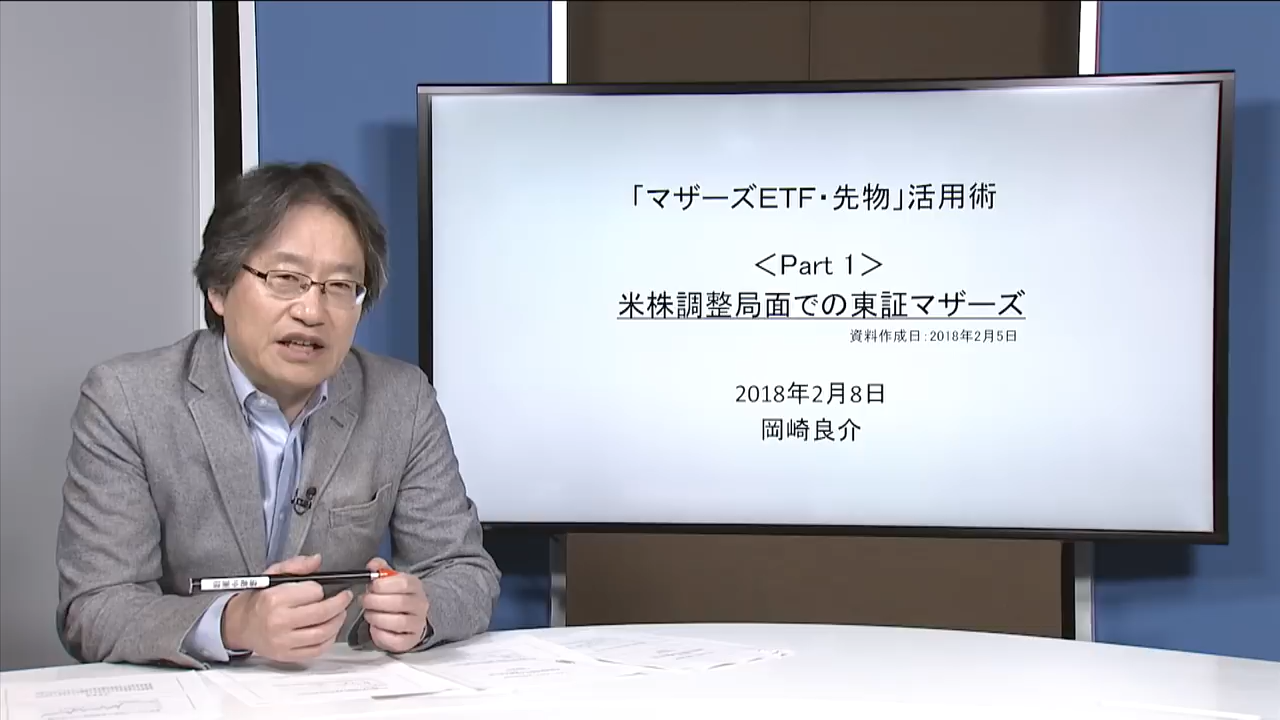 「マザーズETF・先物」活用術
＜Part 1＞
米株調整局面での東証マザーズ
資料作成日：2018年2月5日
2018年2月8日
岡崎良介